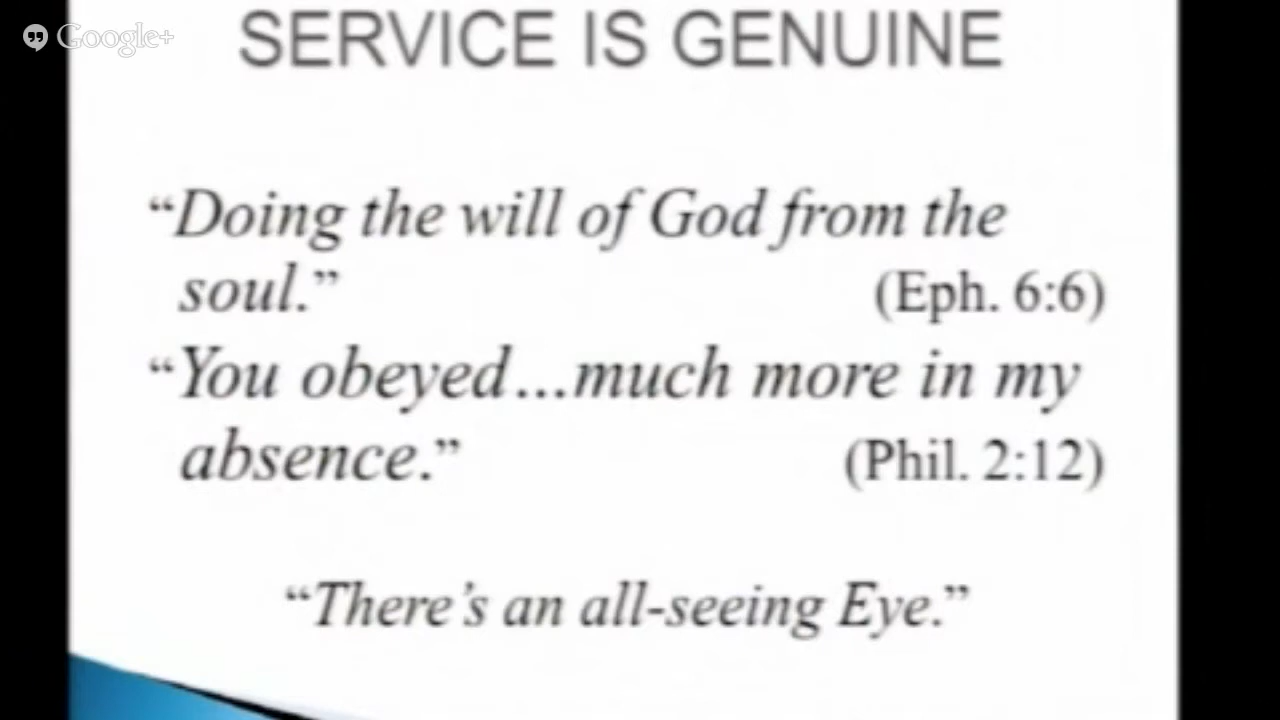 Google+
SERVICE IS GENUINE
“Doing the will of God from the
soul.” (Eph. 6:6)
“You obeyed...much more in my
absence.” (Phil. 2:12)
“There’s an all-seeing Eye.”